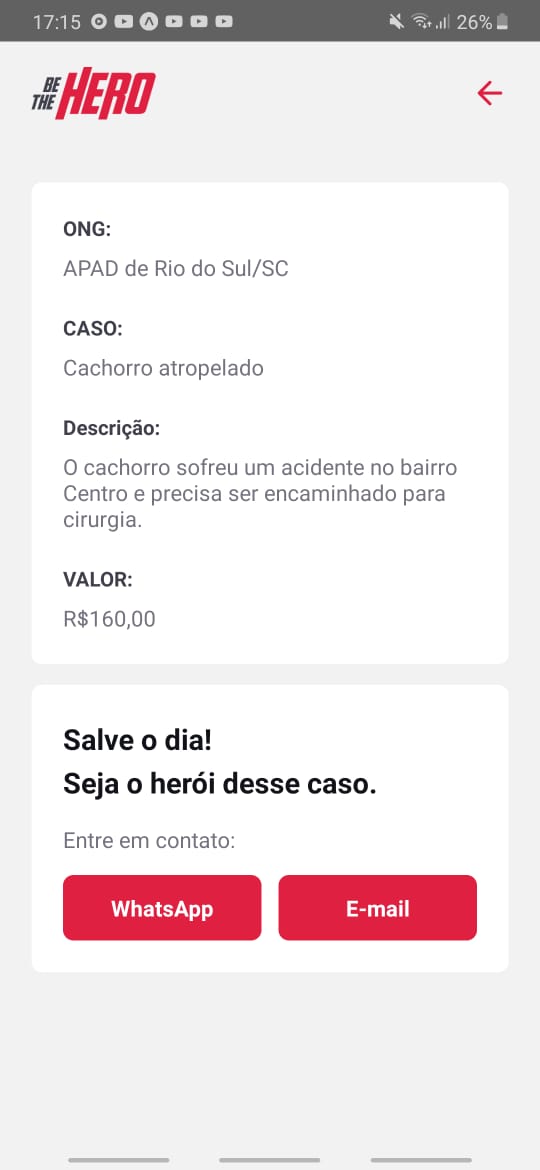 17:15
26%
BE
THE HERO
ONG:
APAD de Rio do Sul/SC
CASO:
Cachorro atropelado
Descrição:
O cachorro sofreu um acidente no bairro
Centro e precisa ser encaminhado para
cirurgia.
VALOR:
R$160,00
Salve o dia!
Seja o herói desse caso.
Entre em contato:
WhatsApp
E-mail